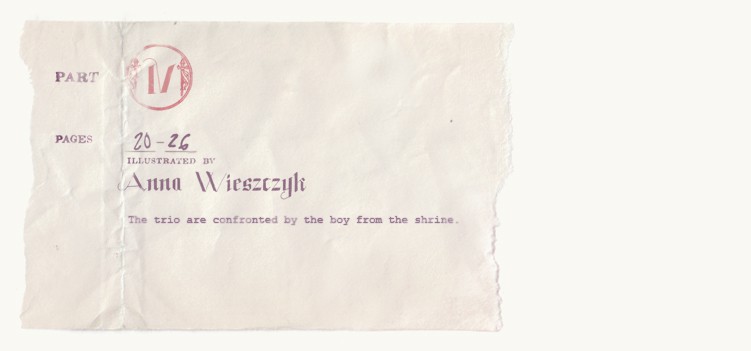 PART IV
PAGES 20-26
ILLUSTRATED BY
Anna Wieszczyk
The trio are confronted by the boy from the shrine.